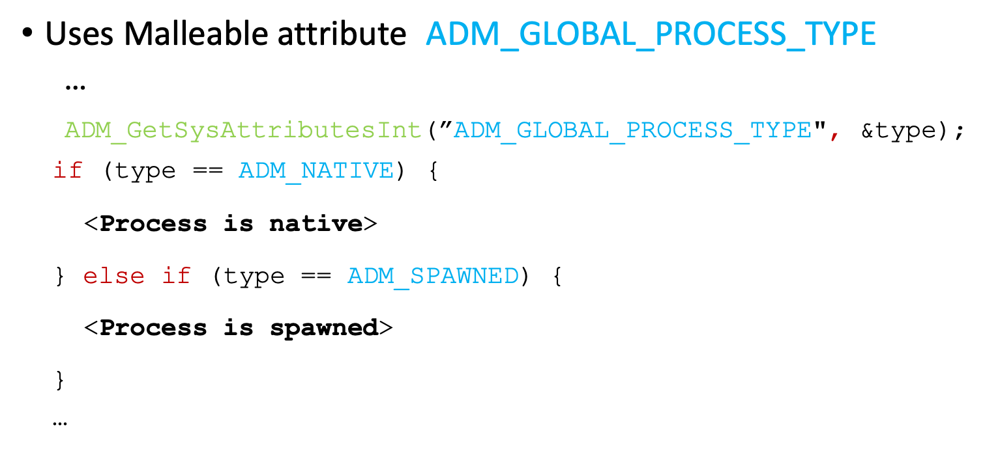 • Uses Malleable attribute ADM_GLOBAL_PROCESS_TYPE
…
ADM_GetSysAttributesInt(”ADM_GLOBAL_PROCESS_TYPE", &type);
if (type == ADM_NATIVE) {
<Process is native>
} else if (type == ADM_SPAWNED) {
<Process is spawned>
}
…